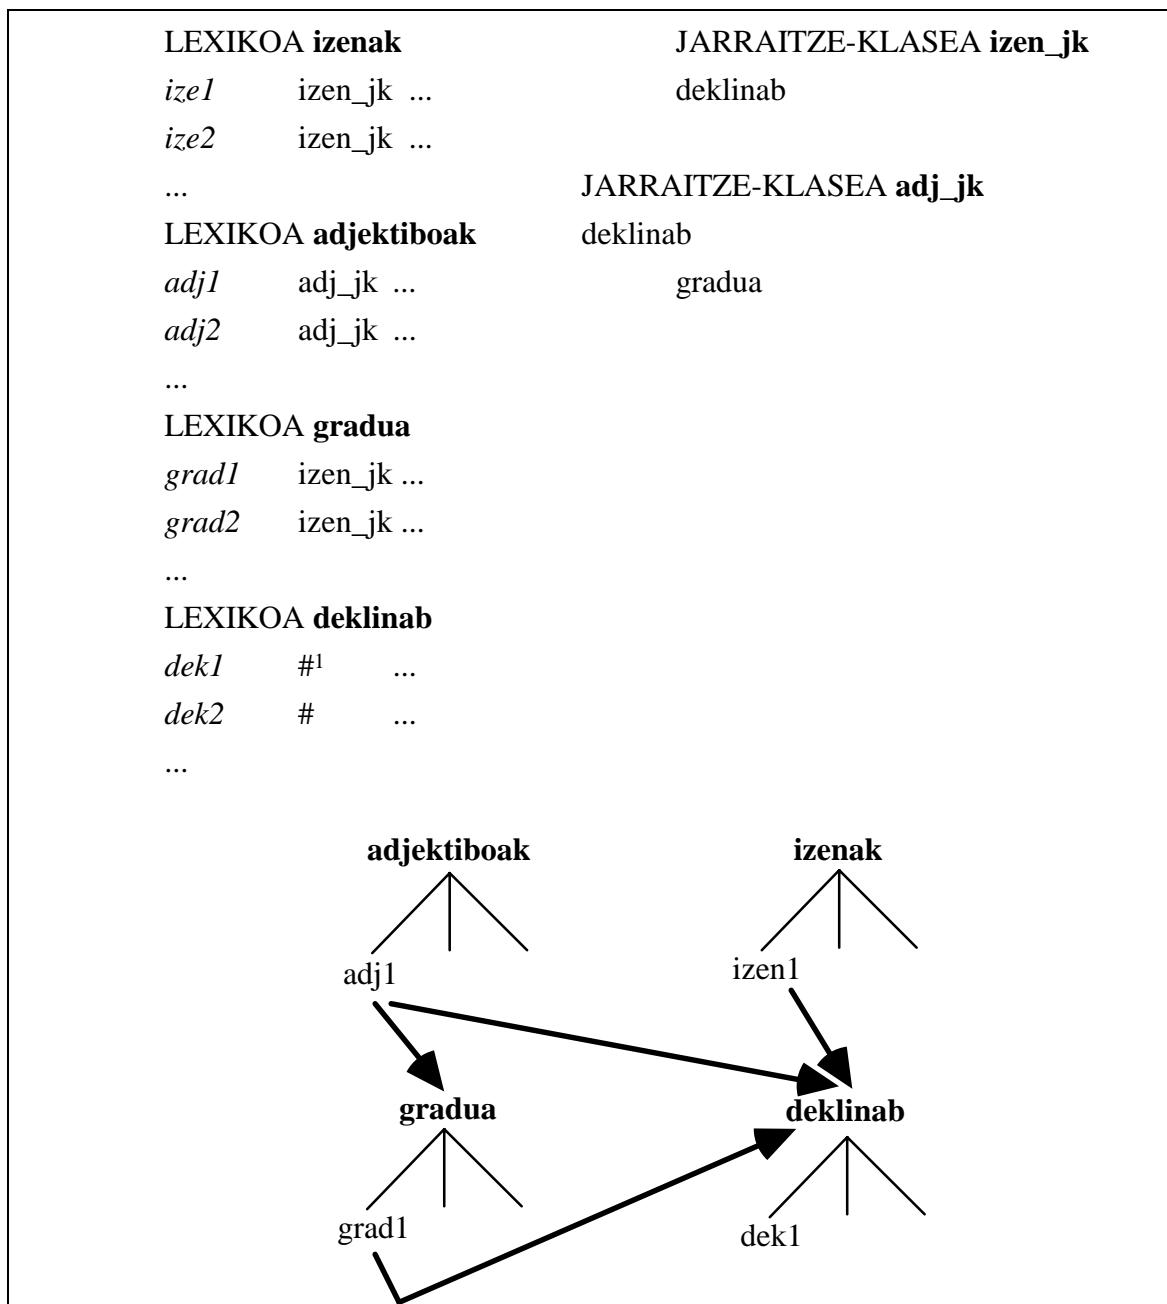 LEXIKOA izenak JARRAITZE-KLASEA izen_jk
ize1 izen_jk ... deklinab
ize2 izen_jk ...
... JARRAITZE-KLASEA adj_jk
LEXIKOA adjektiboak deklinab
adj1 adj_jk ... gradua
adj2 adj_jk ...
...
LEXIKOA gradua
grad1 izen_jk ...
grad2 izen_jk ...
...
LEXIKOA deklinab
dek1 #1 ...
dek2 # ...
...
adjektiboak izenak
adj1 izen1
gradua deklinab
grad1 dek1